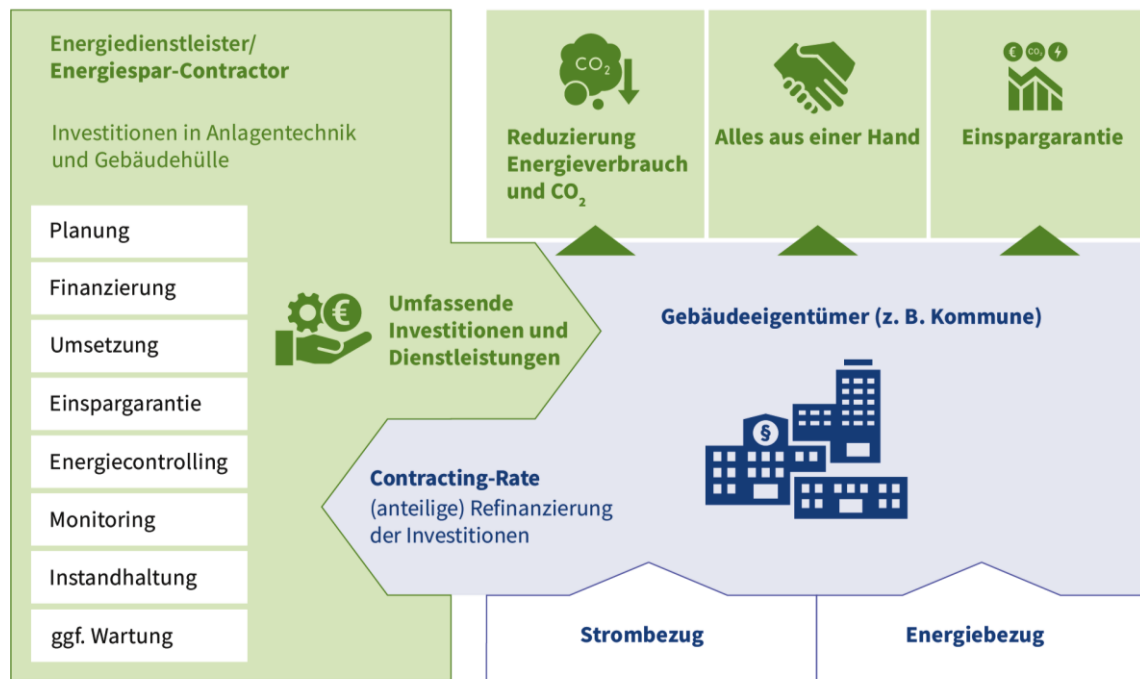 Energiedienstleister/
Energiespar-Contractor
Investitionen in Anlagentechnik
und Gebäudehülle
Planung
Finanzierung
Umsetzung
Einspargarantie
Energiecontrolling
Monitoring
Instandhaltung
ggf. Wartung
€
Umfassende
Investitionen und
Dienstleistungen
Contracting-Rate
(anteilige) Refinanzierung
der Investitionen
CO₂
Reduzierung
Energieverbrauch
und CO₂
Alles aus einer Hand
€ CO₂
Einspargarantie
Gebäudeeigentümer (z. B. Kommune)
§
Strombezug
Energiebezug